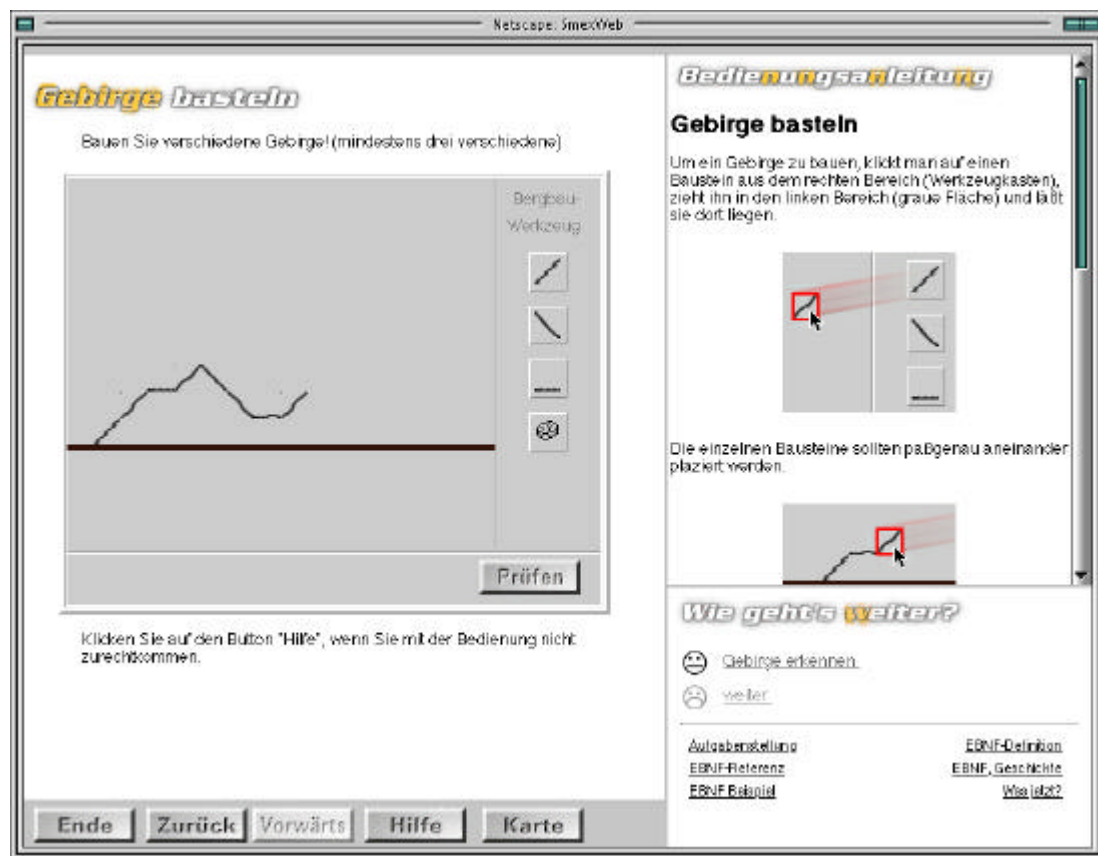 Netscape: SmexWeb
Gebirge basteln
Bauen Sie verschiedene Gebirge! (mindestens drei verschiedene)
Bergbau-
Werkzeug
Prüfen
Klicken Sie auf den Button "Hilfe", wenn Sie mit der Bedienung nicht
zurechtkommen.
Bedienungsanleitung
Gebirge basteln
Um ein Gebirge zu bauen, klickt man auf einen
Baustein aus dem rechten Bereich (Werkzeugkasten),
zieht ihn in den linken Bereich (graue Fläche) und läßt
sie dort liegen.
Die einzelnen Bausteine sollten paßgenau aneinander
plaziert werden.
Wie geht's weiter?
Gebirge erkennen
weiter
Aufgabenstellung
EBNF-Definition
EBNF-Referenz
EBNF, Geschichte
EBNF Beispiel
Was jetzt?
Ende
Zurück
Vorwärts
Hilfe
Karte